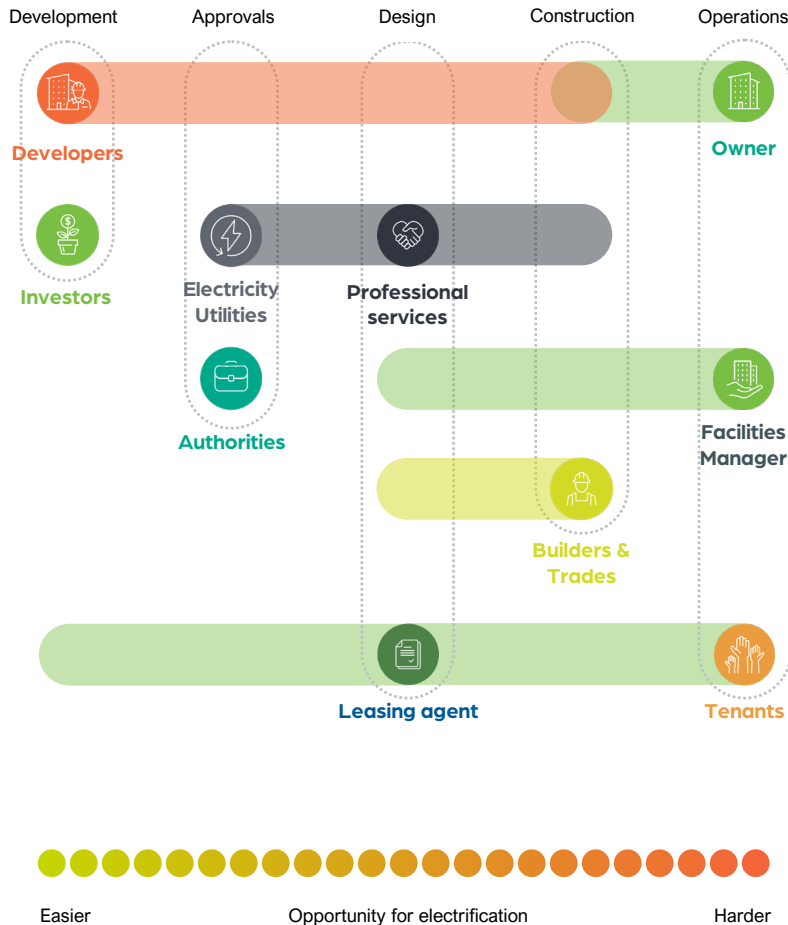 Development
Approvals
Design
Construction
Operations
Developers
Owner
$
Investors
Electricity
Utilities
Professional
services
Authorities
Facilities
Manager
Builders &
Trades
Leasing agent
Tenants
Easier
Opportunity for electrification
Harder